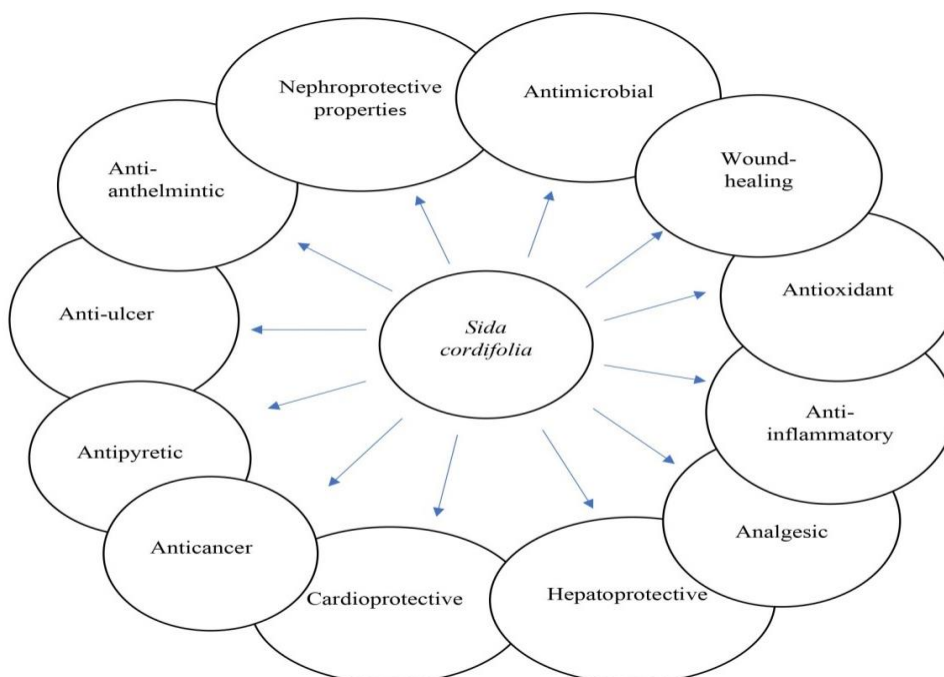 Nephroprotective
properties
Antimicrobial
Wound-
healing
Antioxidant
Anti-
inflammatory
Analgesic
Hepatoprotective
Cardioprotective
Anticancer
Antipyretic
Anti-ulcer
Anti-
anthelmintic
Sida
cordifolia